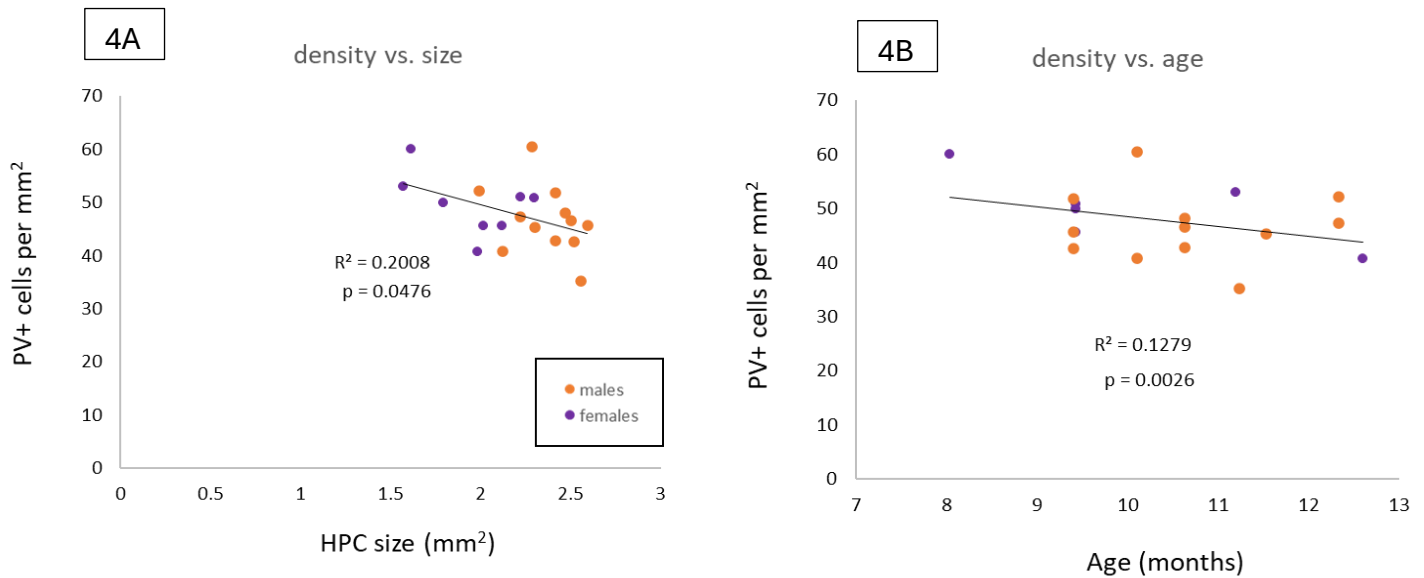 4A
density vs. size
PV+ cells per mm²
70
60
50
40
30
20
10
0
R² = 0.2008
p = 0.0476
males
females
0 0.5 1 1.5 2 2.5 3
HPC size (mm²)
4B
density vs. age
PV+ cells per mm²
70
60
50
40
30
20
10
0
R² = 0.1279
p = 0.0026
7 8 9 10 11 12 13
Age (months)